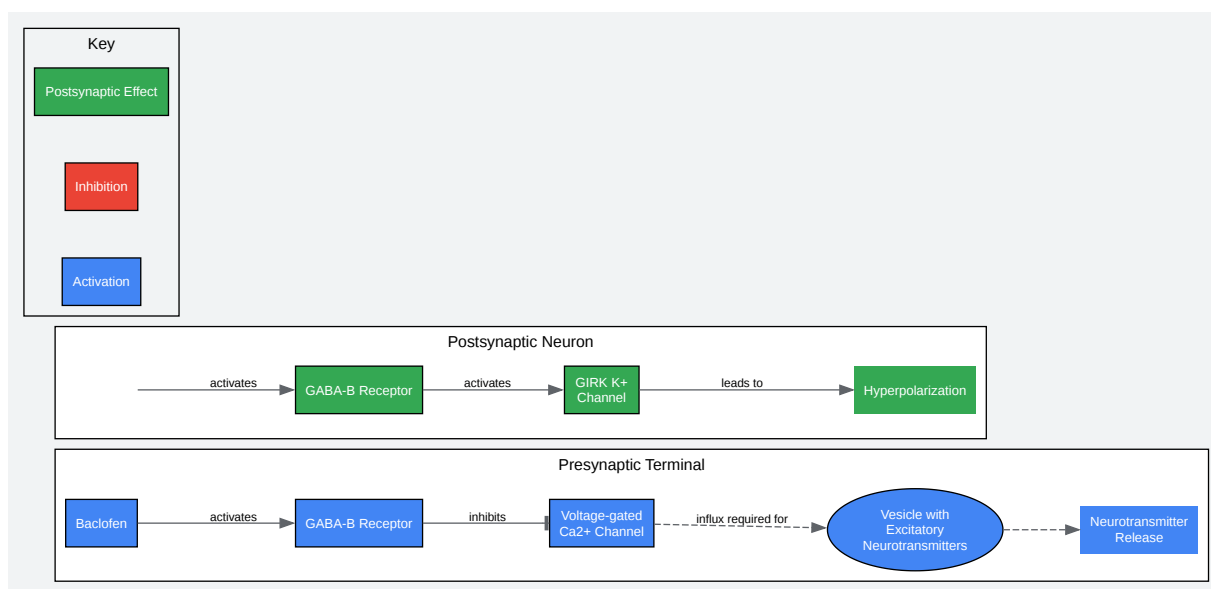 Key
Postsynaptic Effect
Inhibition
Activation
Postsynaptic Neuron
activates
GABA-B Receptor
activates
GIRK K+
Channel
leads to
Hyperpolarization
Presynaptic Terminal
Baclofen
activates
GABA-B Receptor
inhibits
Voltage-gated
Ca2+ Channel
influx required for
Vesicle with
Excitatory
Neurotransmitters
Neurotransmitter
Release